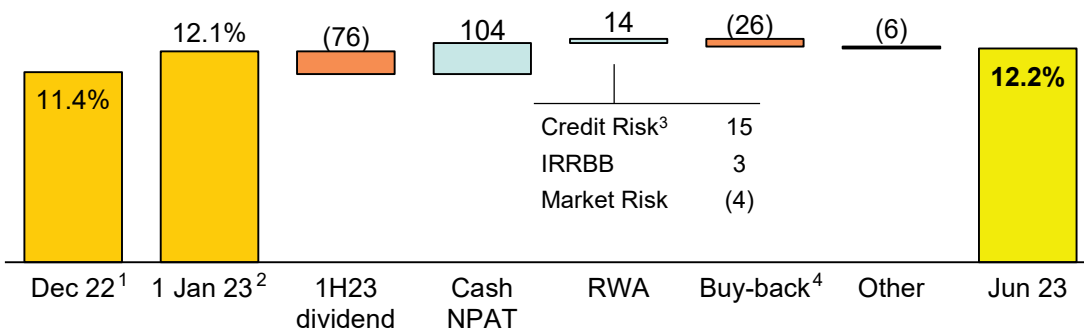 12.1% (76) 104 14 (26) (6)
11.4% 12.2%
Credit Risk³ 15
IRRBB 3
Market Risk (4)
Dec 22¹ 1 Jan 23² 1H23 dividend Cash NPAT RWA Buy-back⁴ Other Jun 23